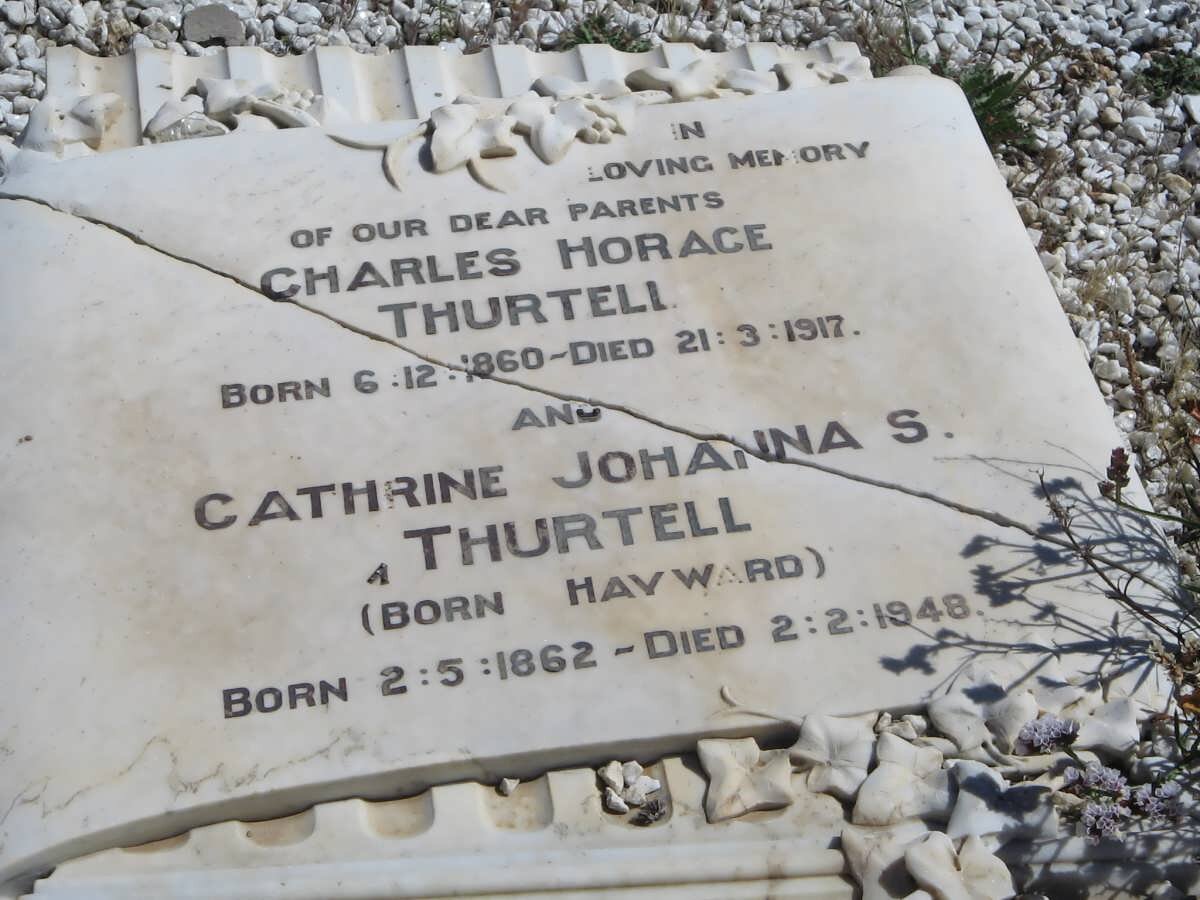 IN
LOVING MEMORY
OF OUR DEAR PARENTS
CHARLES HORACE
THURTELL
BORN 6:12:1860~DIED 21:3:1917.
AND
CATHRINE JOHANNA S.
THURTELL
(BORN HAYWARD)
BORN 2:5:1862~DIED 2:2:1948.